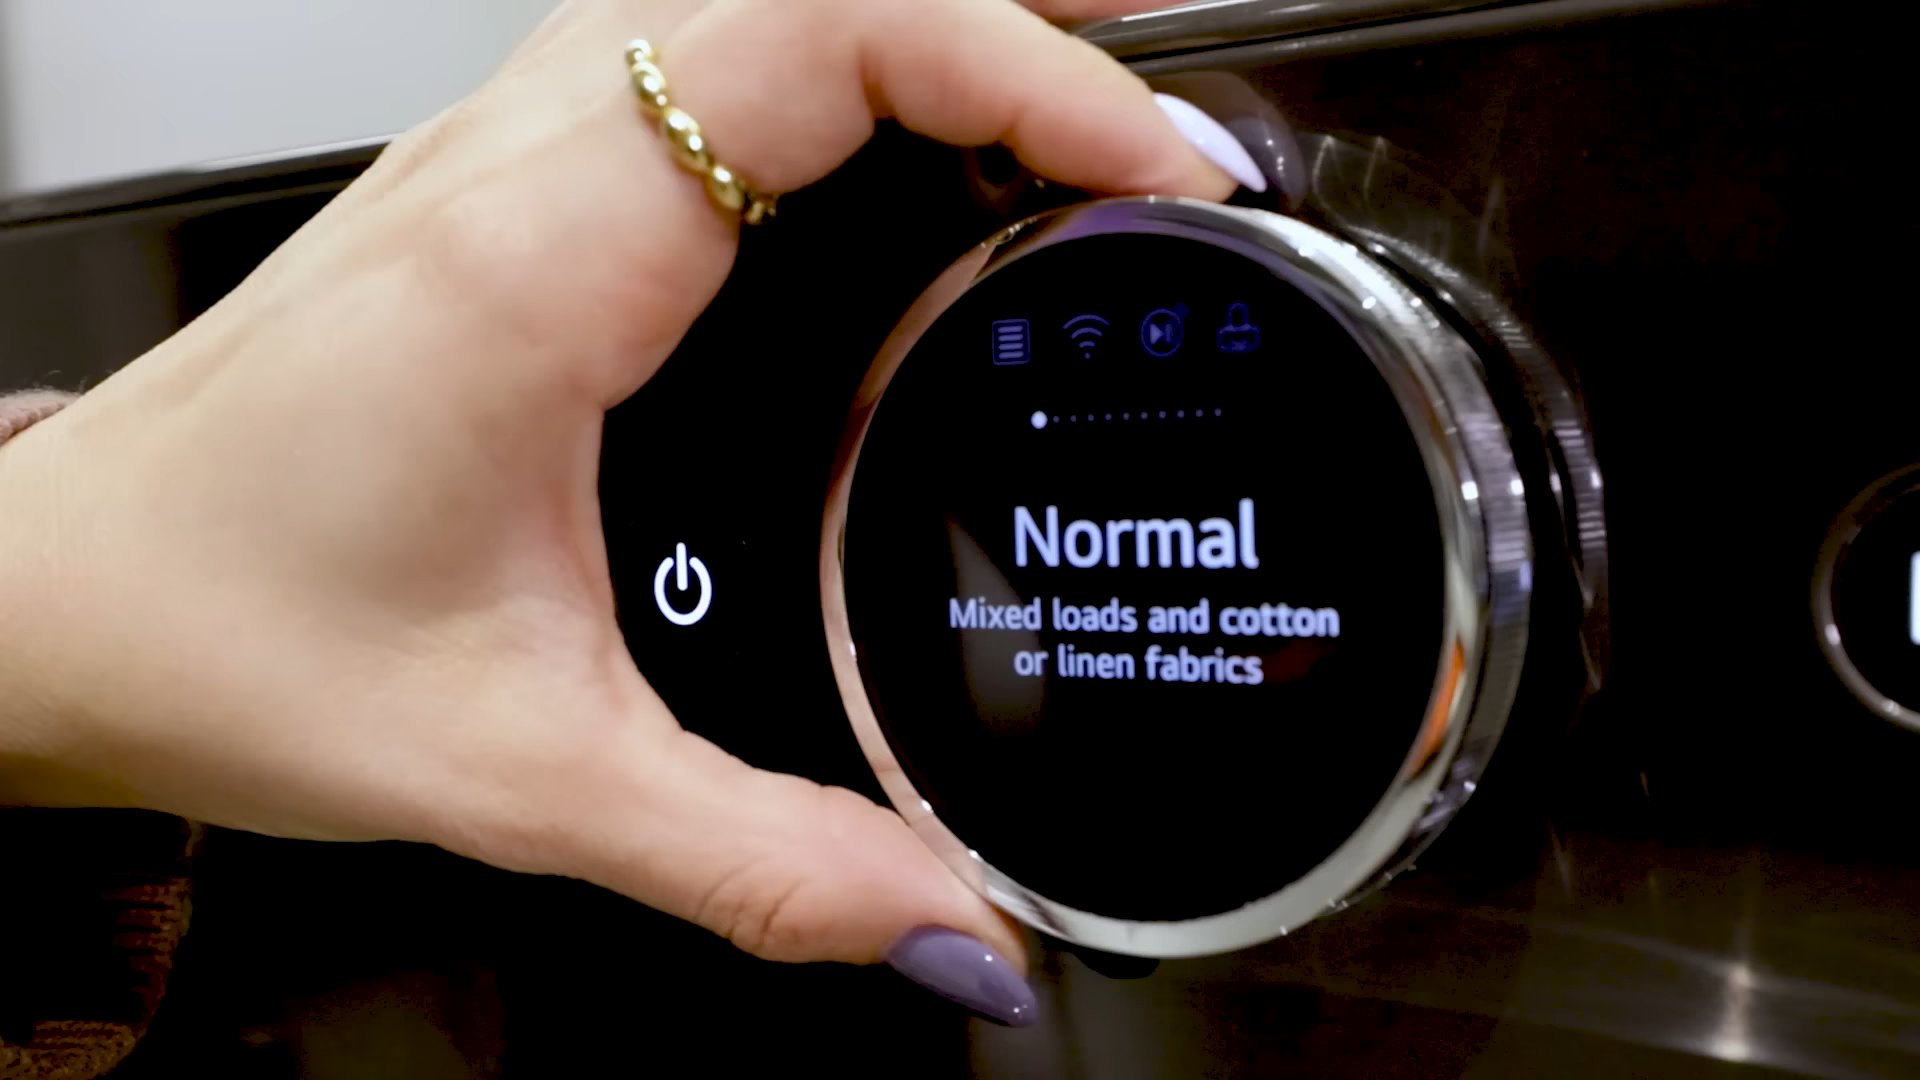 Normal
Mixed loads and cotton
or linen fabrics